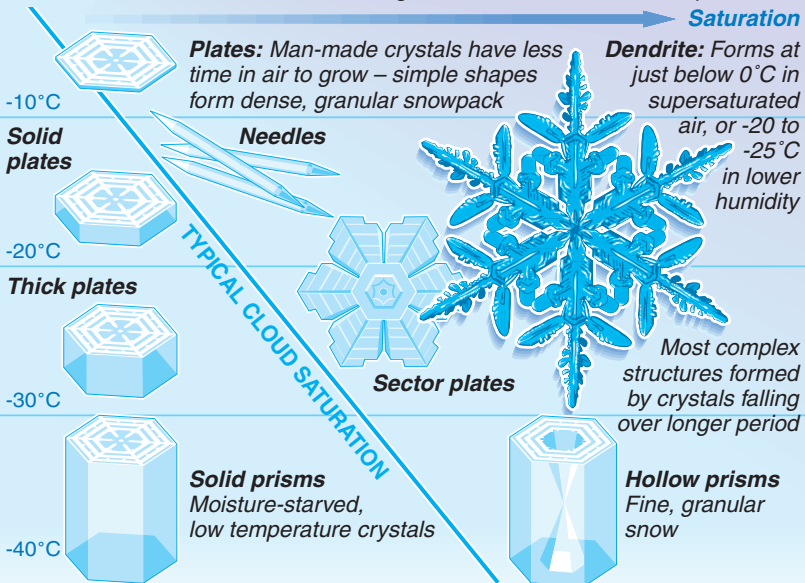 Saturation
Plates: Man-made crystals have less
time in air to grow – simple shapes
form dense, granular snowpack
Dendrite: Forms at
just below 0˚C in
supersaturated
air, or -20 to
-25˚C
in lower
humidity
-10°C
Solid
plates
Needles
-20°C
TYPICAL CLOUD SATURATION
Thick plates
Sector plates
Most complex
structures formed
by crystals falling
over longer period
-30°C
Solid prisms
Moisture-starved,
low temperature crystals
Hollow prisms
Fine, granular
snow
-40°C